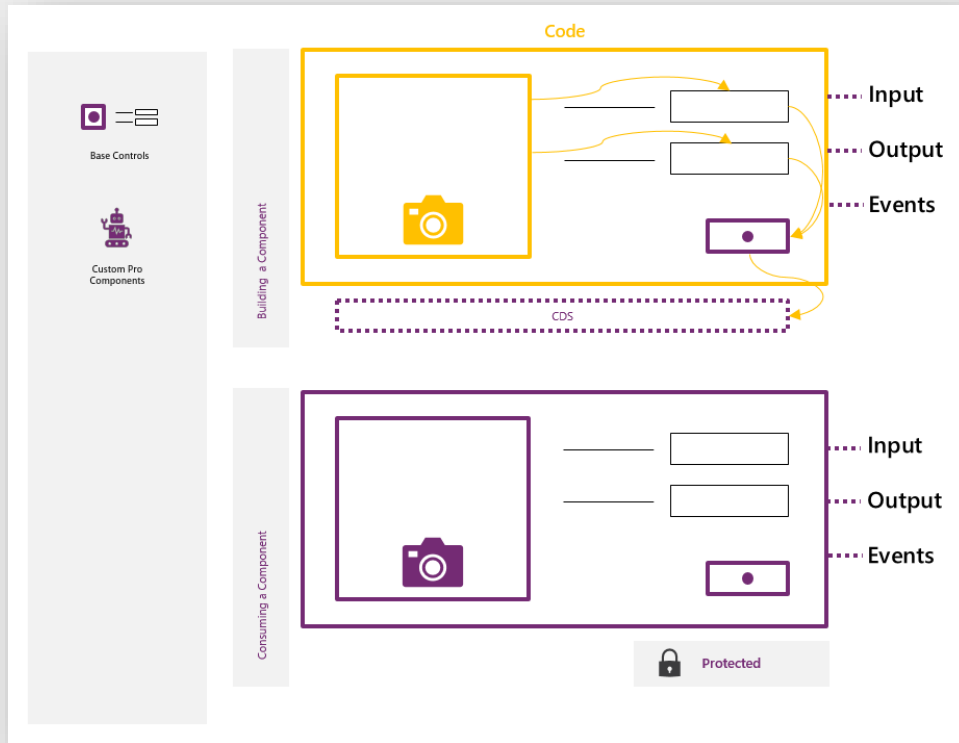 Code
Base Controls
Custom Pro
Components
Building a Component
Input
Output
Events
CDS
Consuming a Component
Input
Output
Events
Protected